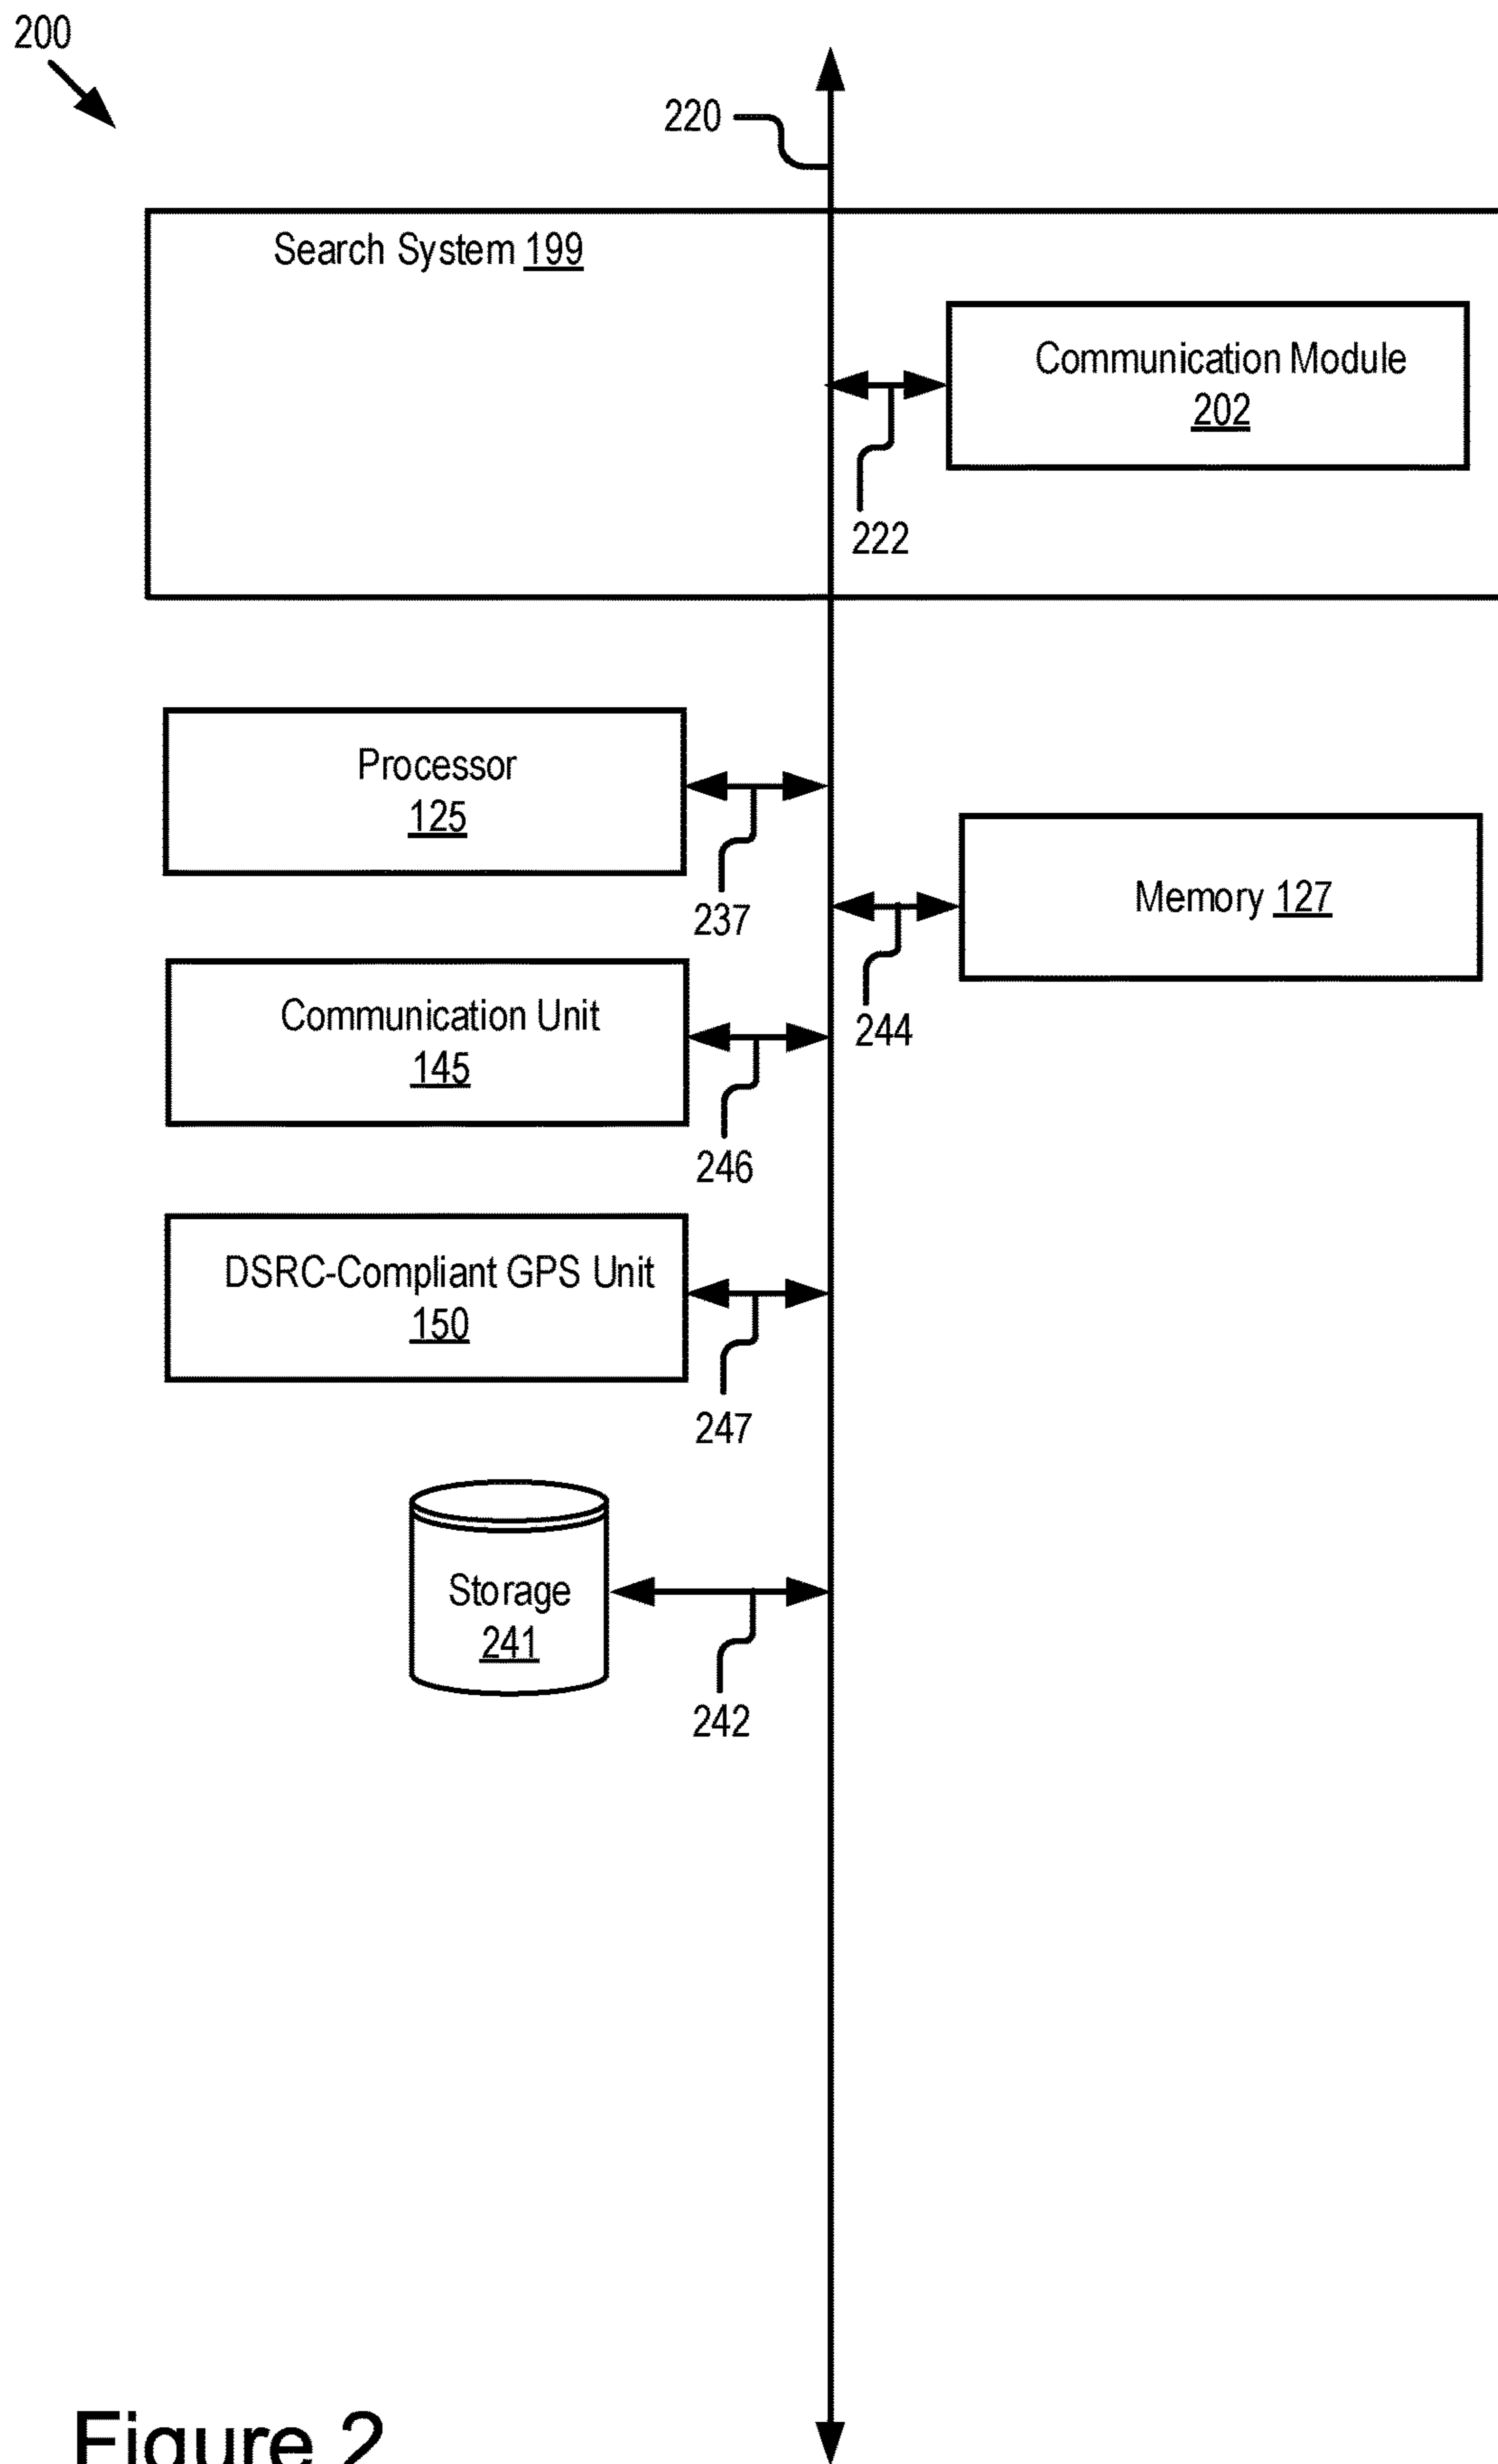 200
220
Search System 199
Communication Module
202
222
Processor
125
237
Memory 127
244
Communication Unit
145
246
DSRC-Compliant GPS Unit
150
247
Storage
241
242
Figure 2